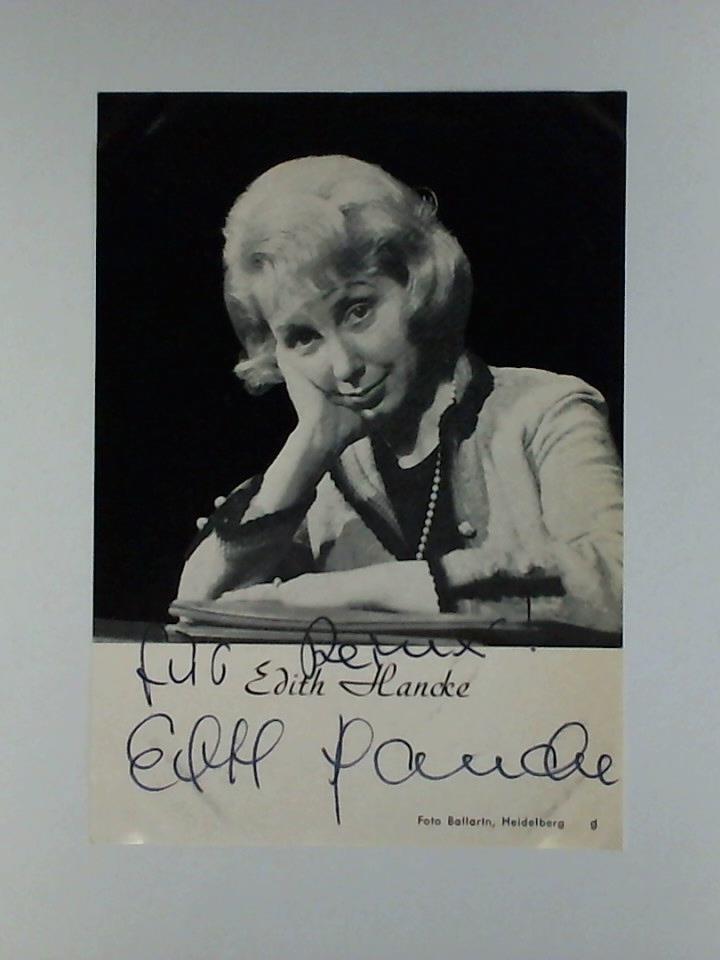 Für
Edith Hancke
Edith Hancke
Foto Ballarin, Heidelberg g